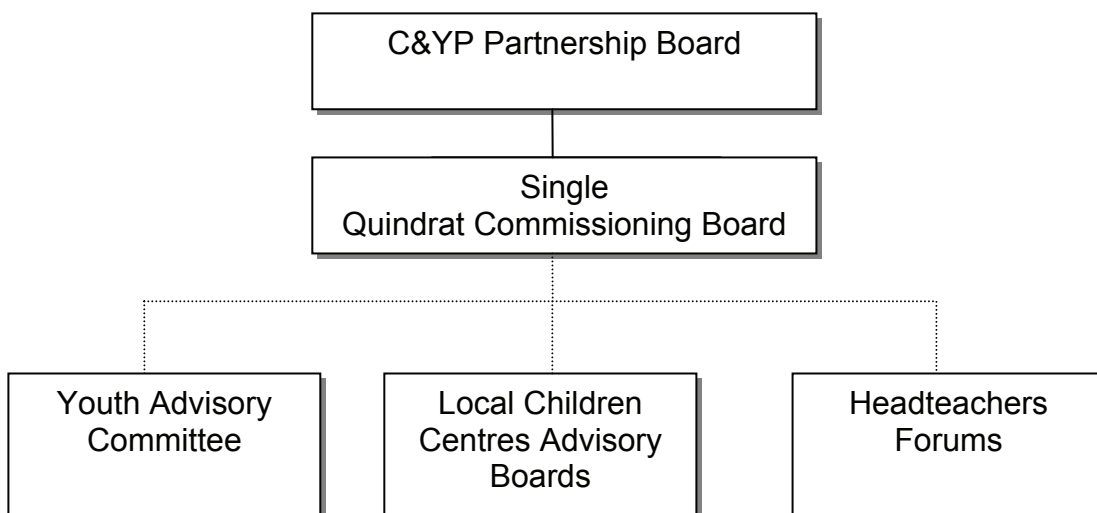 C&YP Partnership Board
Single
Quindrat Commissioning Board
Youth Advisory
Committee
Local Children
Centres Advisory
Boards
Headteachers
Forums